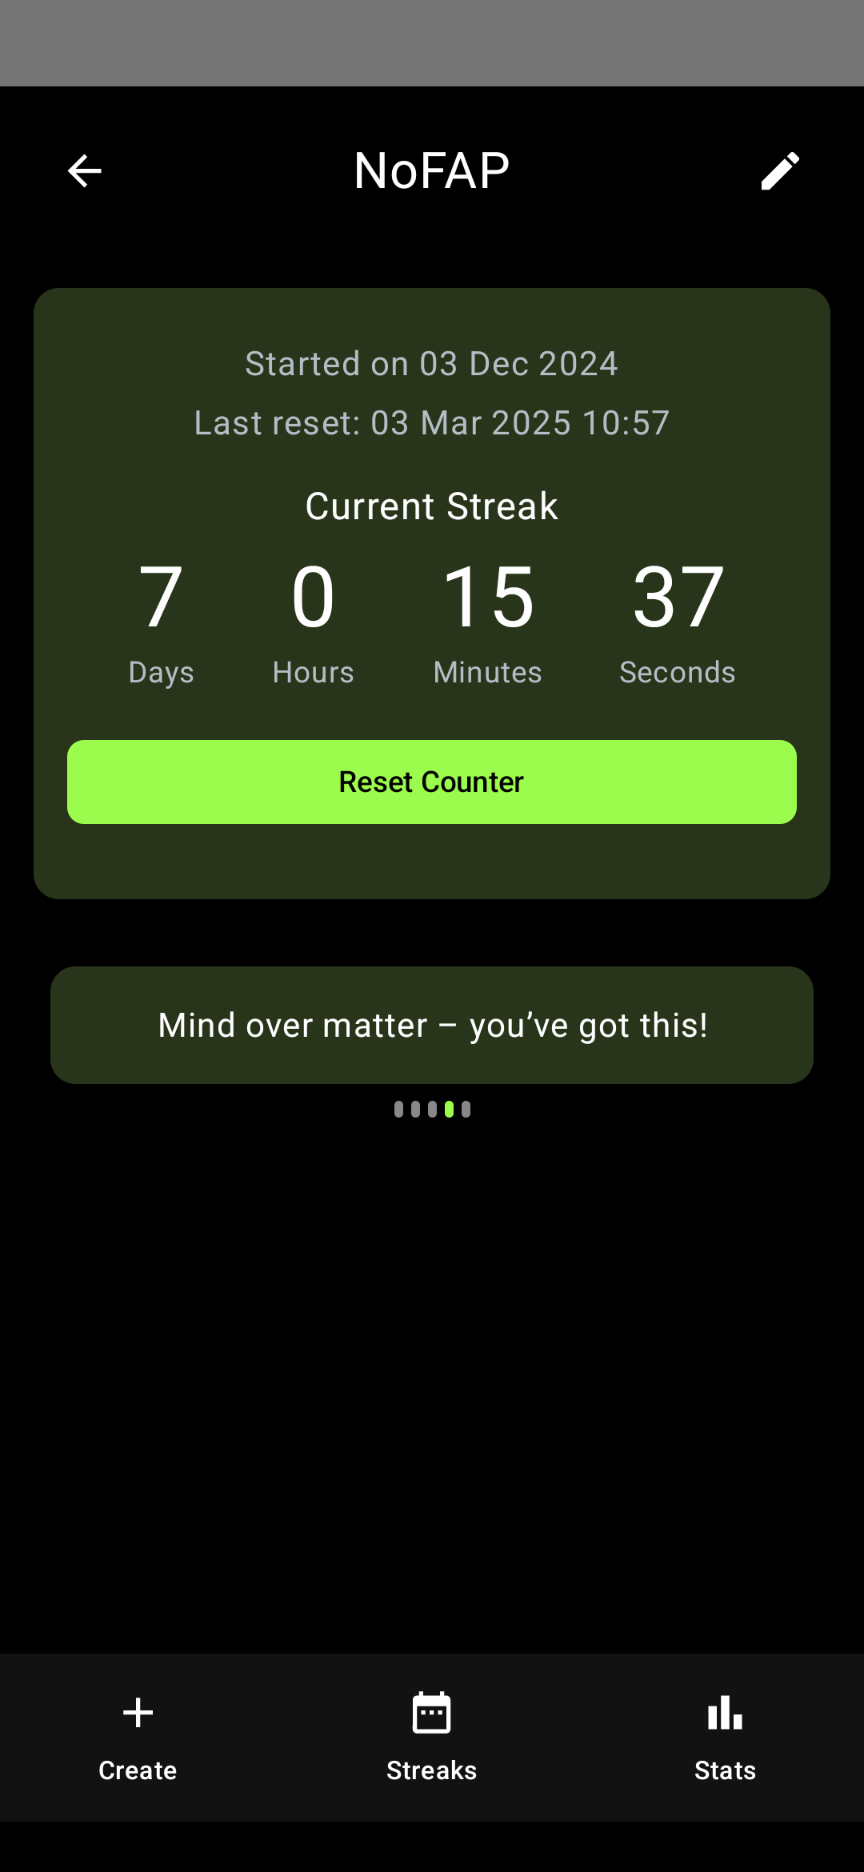 NoFAP
Started on 03 Dec 2024
Last reset: 03 Mar 2025 10:57
Current Streak
7 0 15 37
Days Hours Minutes Seconds
Reset Counter
Mind over matter – you’ve got this!
Create Streaks Stats